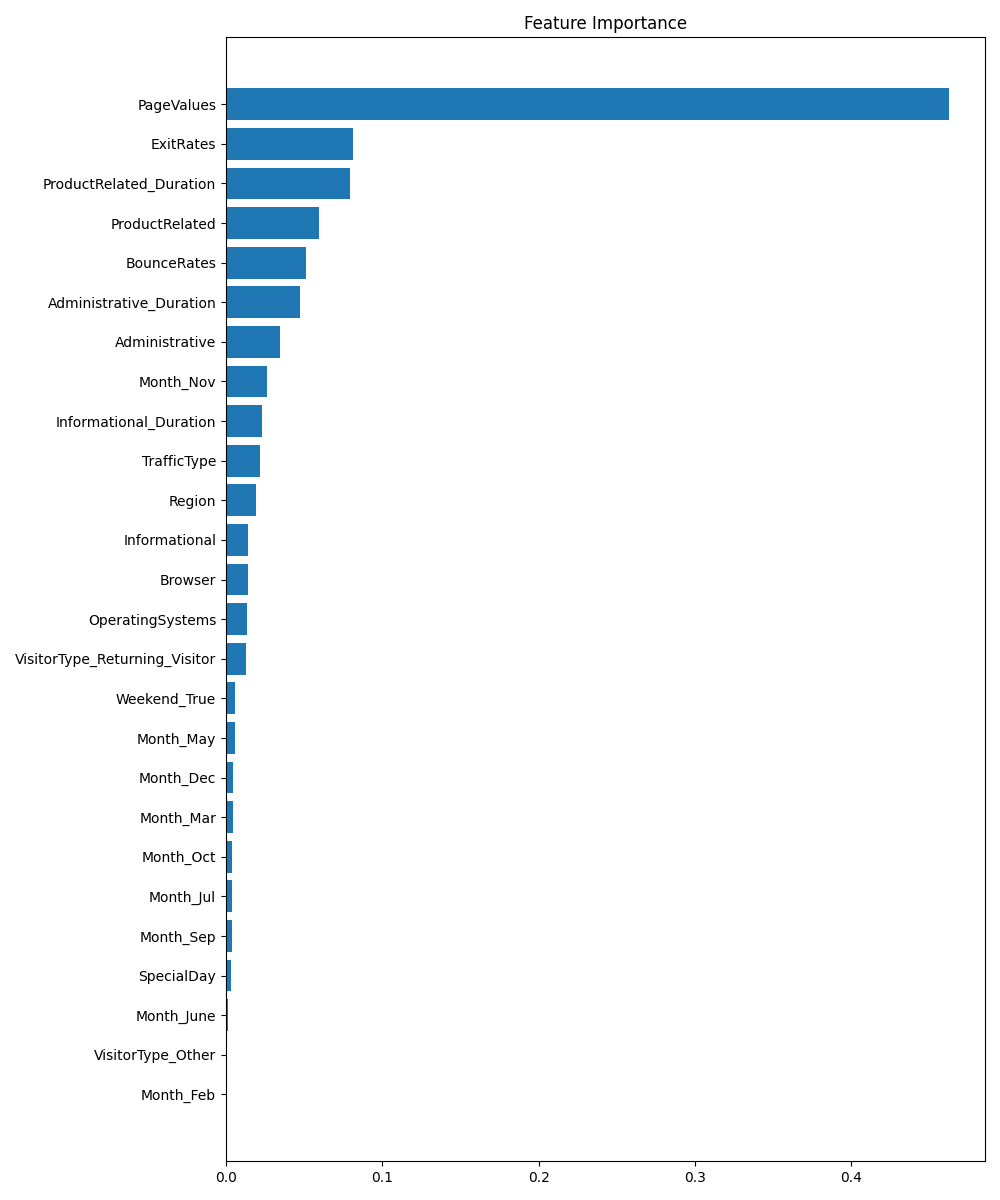 Feature Importance
PageValues
ExitRates
ProductRelated_Duration
ProductRelated
BounceRates
Administrative_Duration
Administrative
Month_Nov
Informational_Duration
TrafficType
Region
Informational
Browser
OperatingSystems
VisitorType_Returning_Visitor
Weekend_True
Month_May
Month_Dec
Month_Mar
Month_Oct
Month_Jul
Month_Sep
SpecialDay
Month_June
VisitorType_Other
Month_Feb
0.0 0.1 0.2 0.3 0.4